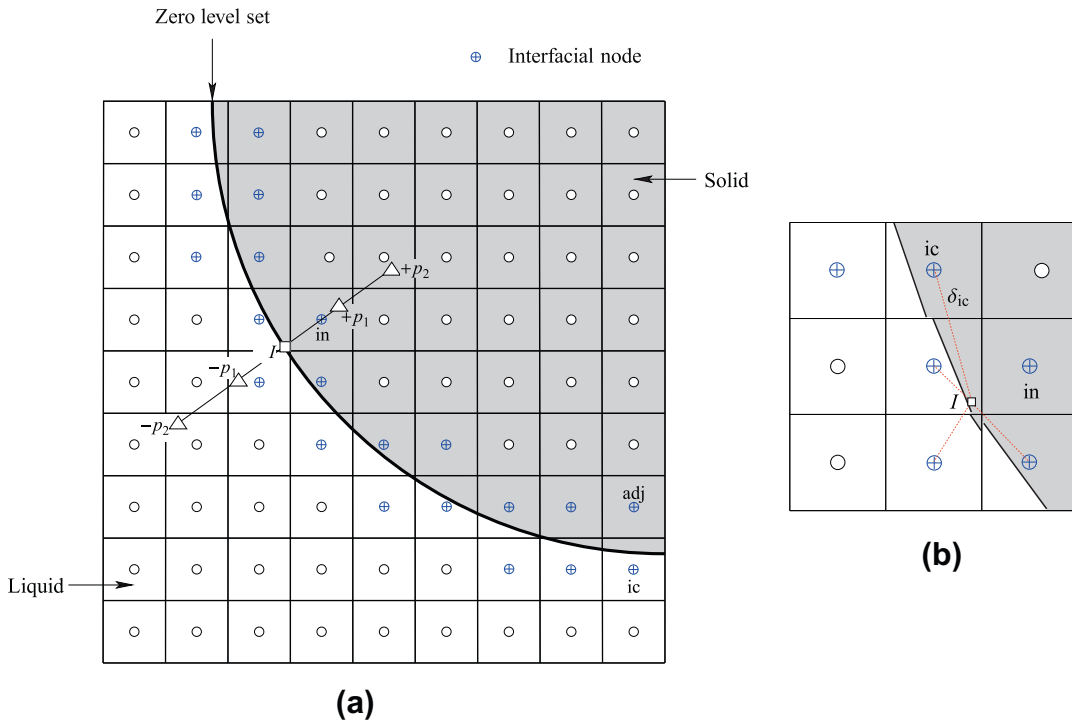 Zero level set
Interfacial node
Solid
+p₂
+p₁
in
I
−p₁
−p₂
adj
Liquid
ic
(a)
ic
δic
in
I
(b)